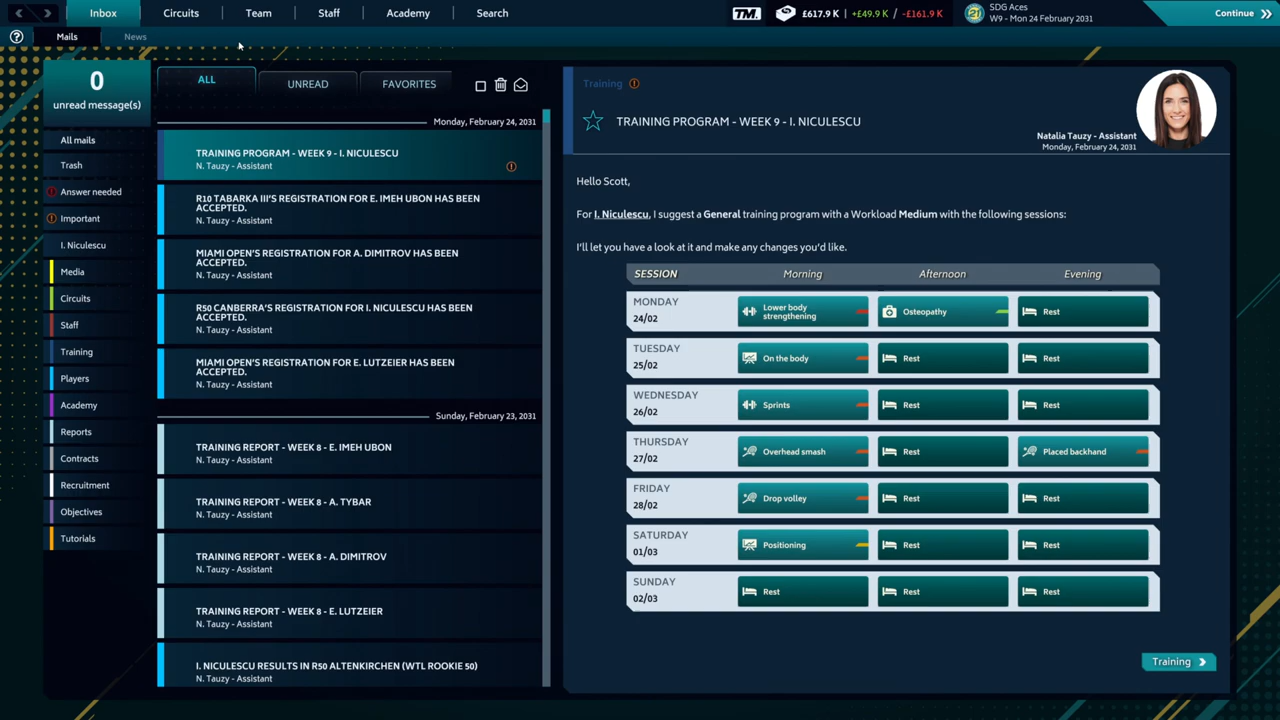 Inbox
Circuits
Team
Staff
Academy
Search
TM.
£617.9 K
+£49.9 K
/
-£161.9 K
21
SDG Aces
W9 - Mon 24 February 2031
Continue
?
Mails
News
0
unread message(s)
All mails
Trash
Answer needed
Important
I. Niculescu
Media
Circuits
Staff
Training
Players
Academy
Reports
Contracts
Recruitment
Objectives
Tutorials
ALL
UNREAD
FAVORITES
Monday, February 24, 2031
TRAINING PROGRAM - WEEK 9 - I. NICULESCU
N. Tauzy - Assistant
R10 TABARKA III'S REGISTRATION FOR E. IMEH UBON HAS BEEN
ACCEPTED.
N. Tauzy - Assistant
MIAMI OPEN'S REGISTRATION FOR A. DIMITROV HAS BEEN
ACCEPTED.
N. Tauzy - Assistant
R50 CANBERRA'S REGISTRATION FOR I. NICULESCU HAS BEEN
ACCEPTED.
N. Tauzy - Assistant
MIAMI OPEN'S REGISTRATION FOR E. LUTZEIER HAS BEEN
ACCEPTED.
N. Tauzy - Assistant
Sunday, February 23, 2031
TRAINING REPORT - WEEK 8 - E. IMEH UBON
N. Tauzy - Assistant
TRAINING REPORT - WEEK 8 - A. TYBAR
N. Tauzy - Assistant
TRAINING REPORT - WEEK 8 - A. DIMITROV
N. Tauzy - Assistant
TRAINING REPORT - WEEK 8 - E. LUTZEIER
N. Tauzy - Assistant
I. NICULESCU RESULTS IN R50 ALTENKIRCHEN (WTL ROOKIE 50)
N. Tauzy - Assistant
Training
TRAINING PROGRAM - WEEK 9 - I. NICULESCU
Natalia Tauzy - Assistant
Monday, February 24, 2031
Hello Scott,
For I. Niculescu, I suggest a General training program with a Workload Medium with the following sessions:
I'll let you have a look at it and make any changes you'd like.
SESSION
Morning
Afternoon
Evening
MONDAY
24/02
Lower body
strengthening
Osteopathy
Rest
TUESDAY
25/02
On the body
Rest
Rest
WEDNESDAY
26/02
Sprints
Rest
Rest
THURSDAY
27/02
Overhead smash
Rest
Placed backhand
FRIDAY
28/02
Drop volley
Rest
Rest
SATURDAY
01/03
Positioning
Rest
Rest
SUNDAY
02/03
Rest
Rest
Rest
Training